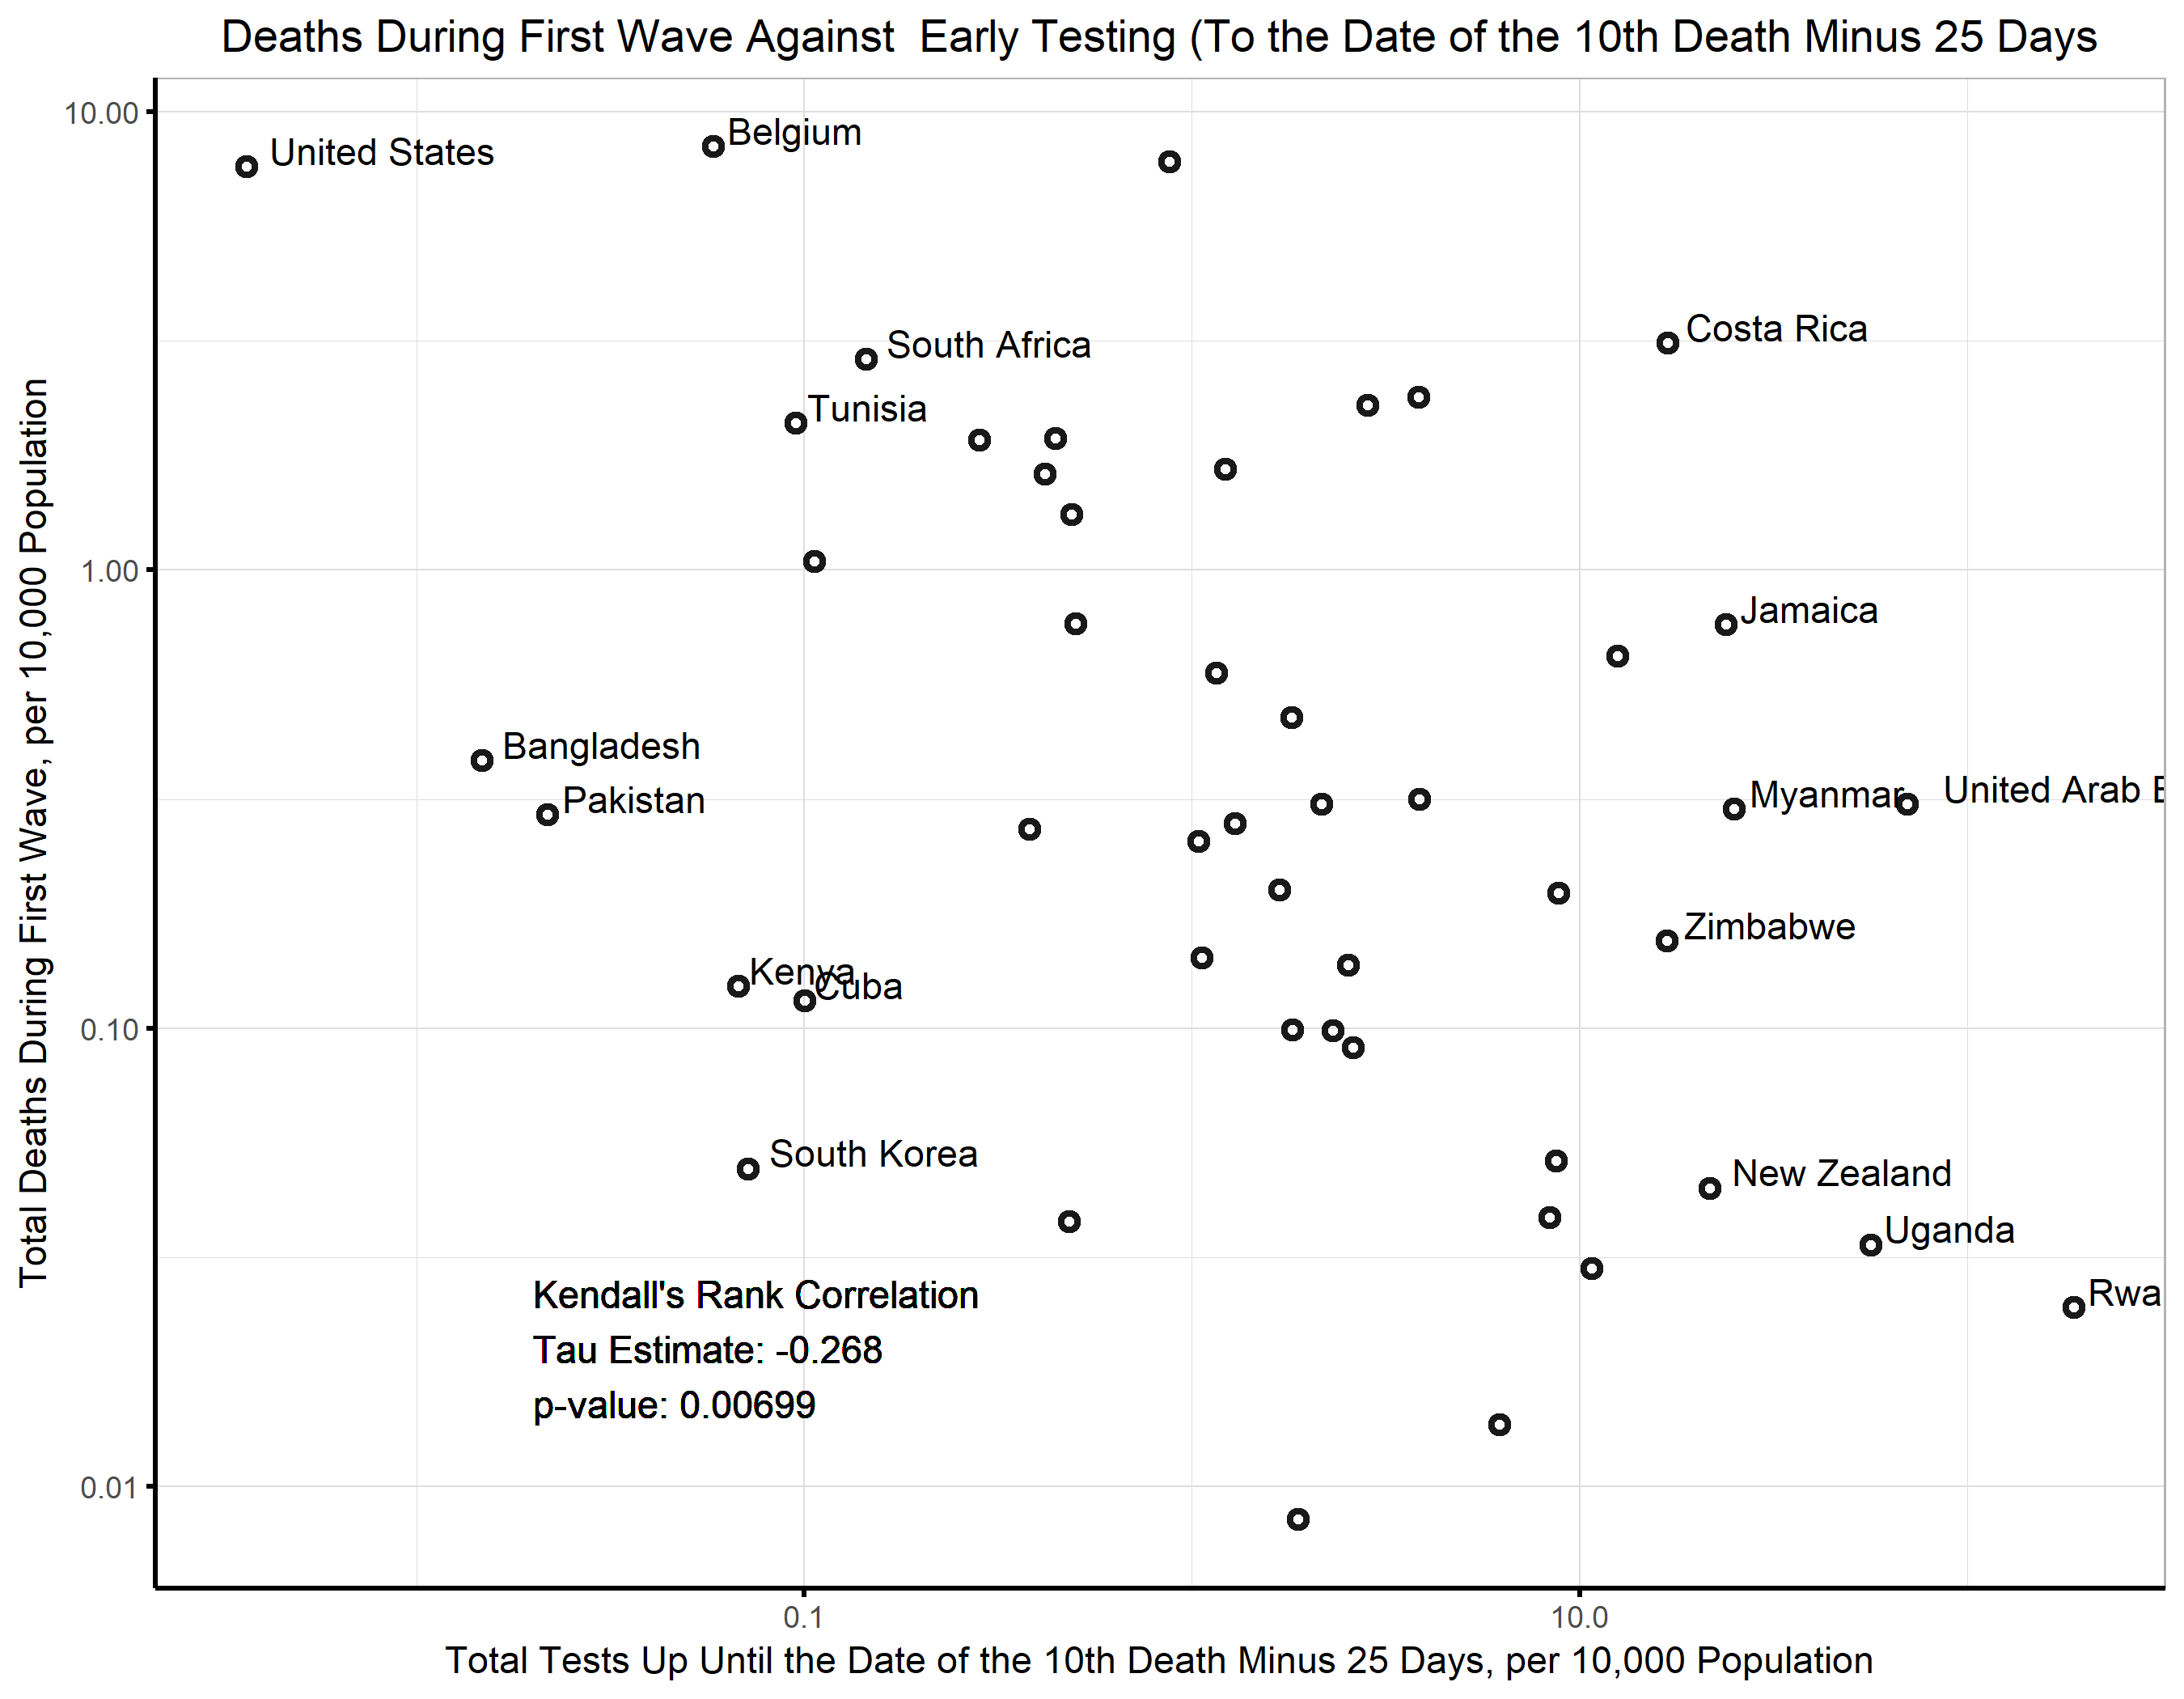 Deaths During First Wave Against  Early Testing (To the Date of the 10th Death Minus 25 Days
10.00
1.00
0.10
0.01
Total Deaths During First Wave, per 10,000 Population
United States
Belgium
South Africa
Costa Rica
Tunisia
Jamaica
Bangladesh
Pakistan
Myanmar
United Arab E
Zimbabwe
Kenya
Cuba
South Korea
New Zealand
Uganda
Rwa
Kendall's Rank Correlation
Tau Estimate: -0.268
p-value: 0.00699
0.1
10.0
Total Tests Up Until the Date of the 10th Death Minus 25 Days, per 10,000 Population